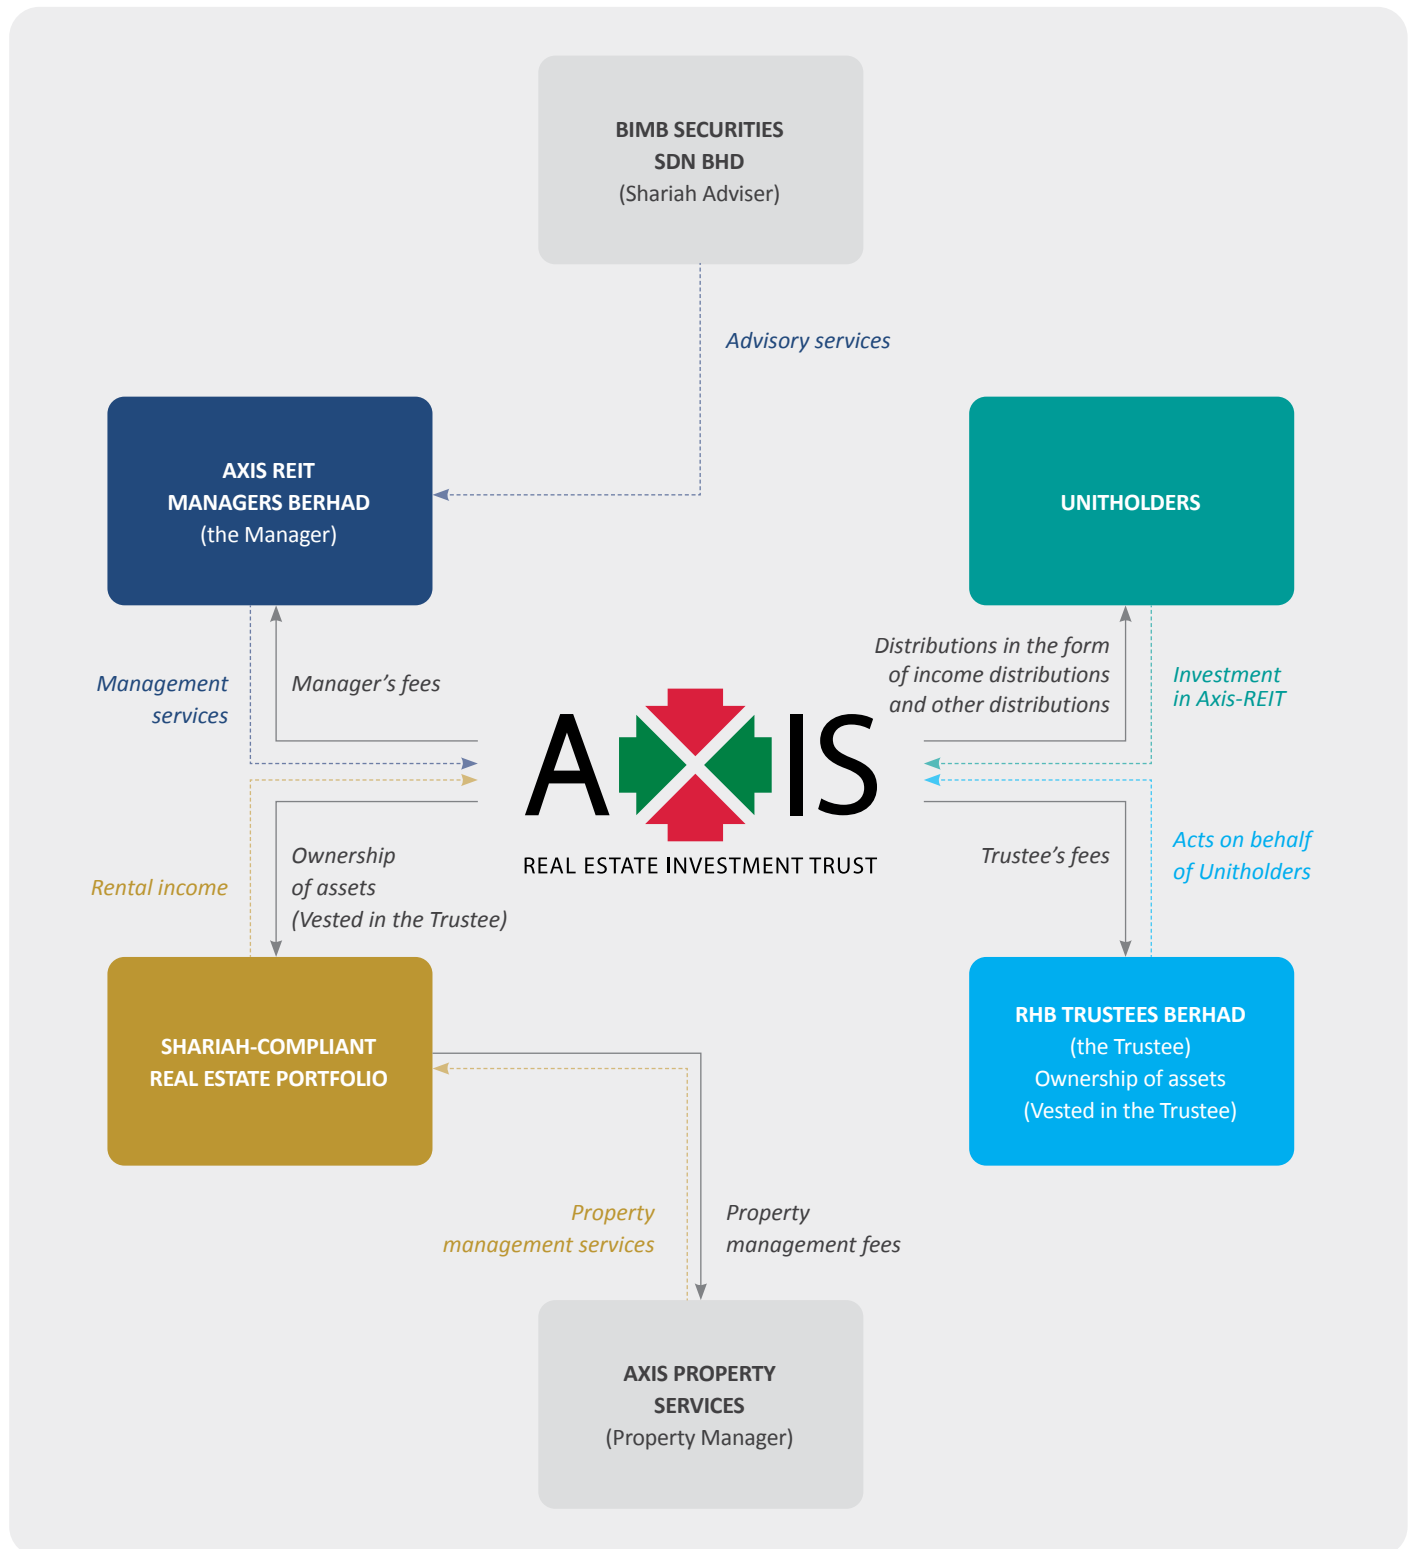 BIMB SECURITIES
SDN BHD
(Shariah Adviser)
Advisory services
AXIS REIT
MANAGERS BERHAD
(the Manager)
UNITHOLDERS
Management
services
Manager’s fees
Distributions in the form
of income distributions
and other distributions
Investment
in Axis-REIT
AXIS
REAL ESTATE INVESTMENT TRUST
Rental income
Ownership
of assets
(Vested in the Trustee)
Trustee’s fees
Acts on behalf
of Unitholders
SHARIAH-COMPLIANT
REAL ESTATE PORTFOLIO
RHB TRUSTEES BERHAD
(the Trustee)
Ownership of assets
(Vested in the Trustee)
Property
management services
Property
management fees
AXIS PROPERTY
SERVICES
(Property Manager)